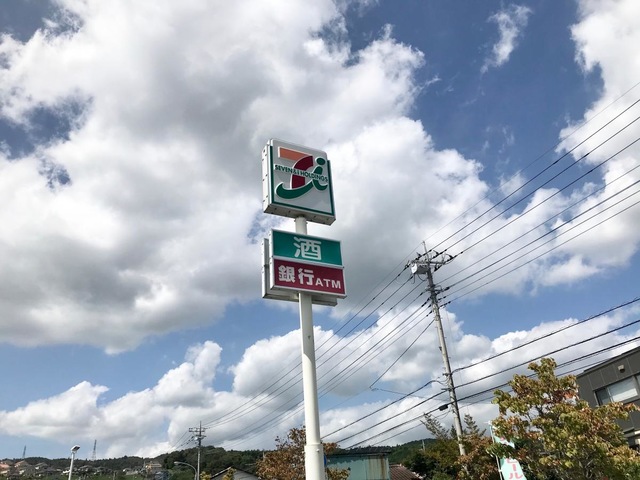 SEVEN & i HOLDINGS
酒
銀行ATM